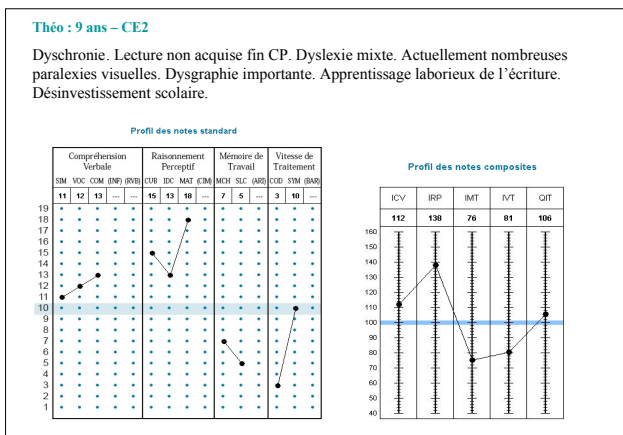 Théo : 9 ans – CE2
Dyschronie. Lecture non acquise fin CP. Dyslexie mixte. Actuellement nombreuses
paralexies visuelles. Dysgraphie importante. Apprentissage laborieux de l'écriture.
Désinvestissement scolaire.
Profil des notes standard
Compréhension Verbale
Raisonnement Perceptif
Mémoire de Travail
Vitesse de Traitement
SIM VOC COM (INF) (RVB) CUB IDC MAT (CIM) MCH SLC (ARI) COD SYM (BAR)
11 12 13 --- --- 15 13 18 --- 7 5 --- 3 10 ---
19
18
17
16
15
14
13
12
11
10
9
8
7
6
5
4
3
2
1
Profil des notes composites
ICV IRP IMT IVT QIT
112 138 76 81 106
160
150
140
130
120
110
100
90
80
70
60
50
40